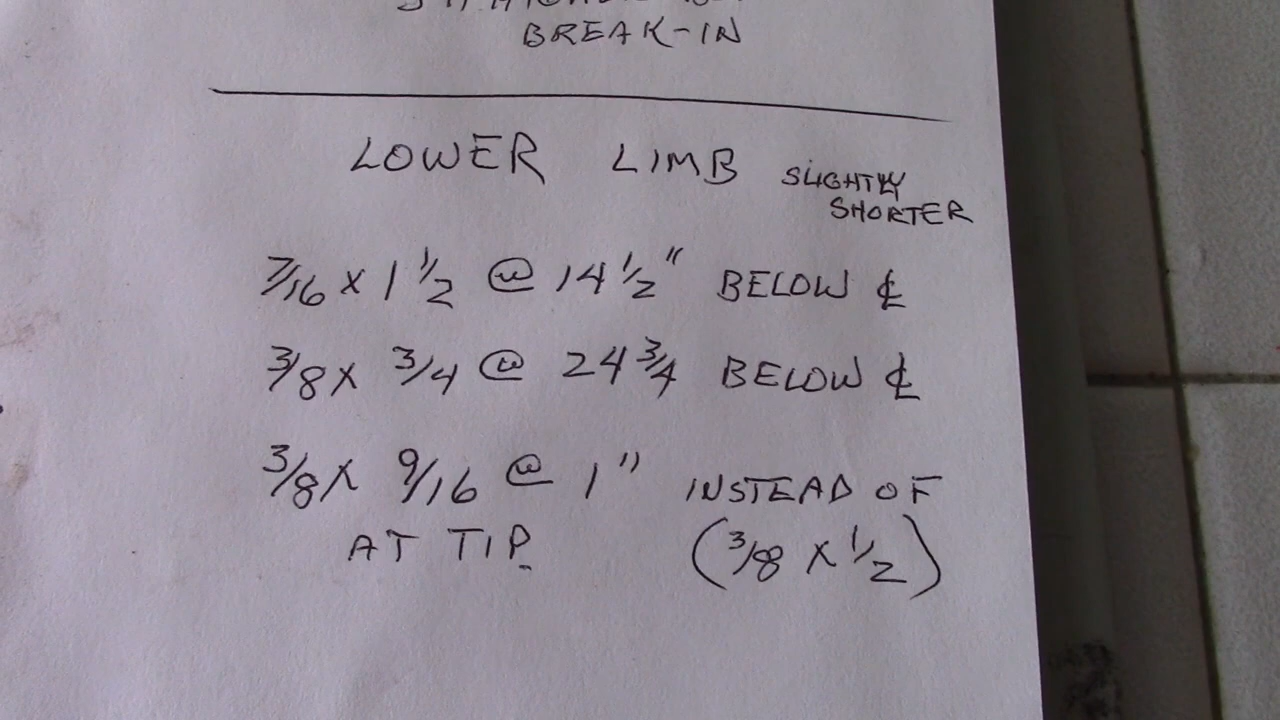 BREAK-IN
LOWER LIMB SLIGHTLY
SHORTER
7/16 X 1 1/2 @ 14 1/2" BELOW ℄
3/8 X 3/4 @ 24 3/4 BELOW ℄
3/8 X 9/16 @ 1" INSTEAD OF
AT TIP. (3/8 X 1/2)